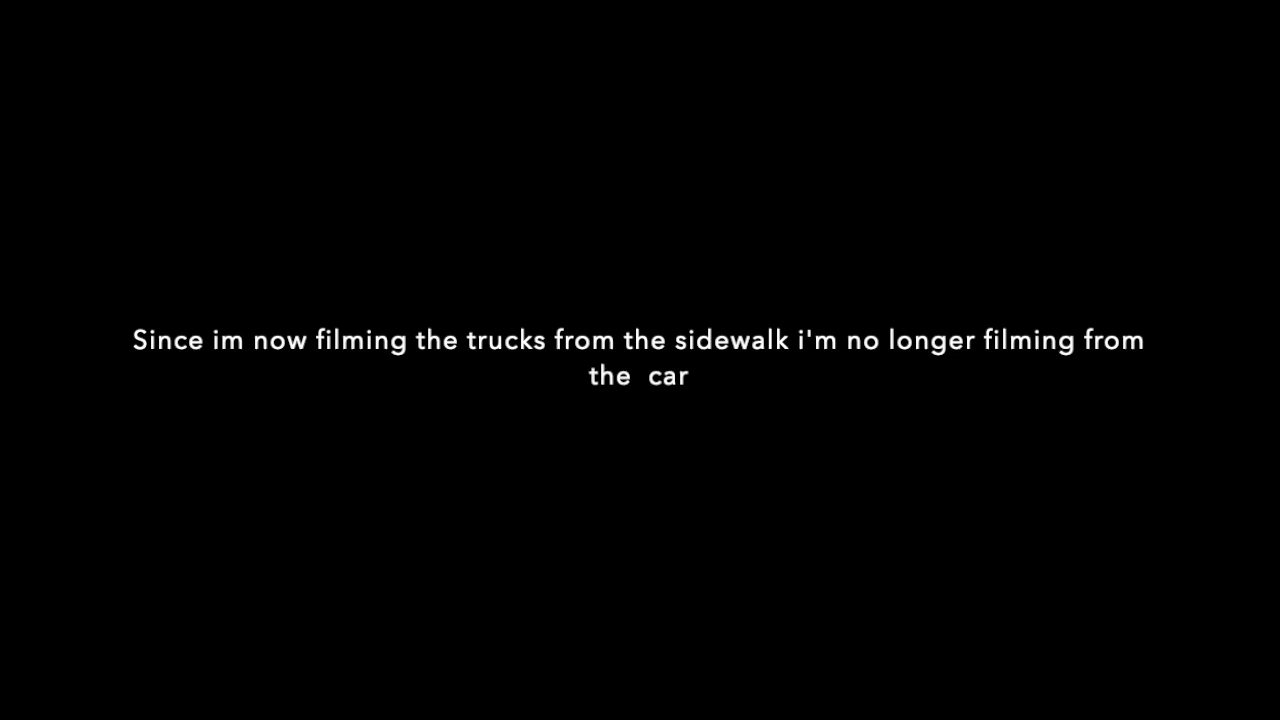 Since im now filming the trucks from the sidewalk i'm no longer filming from
the  car